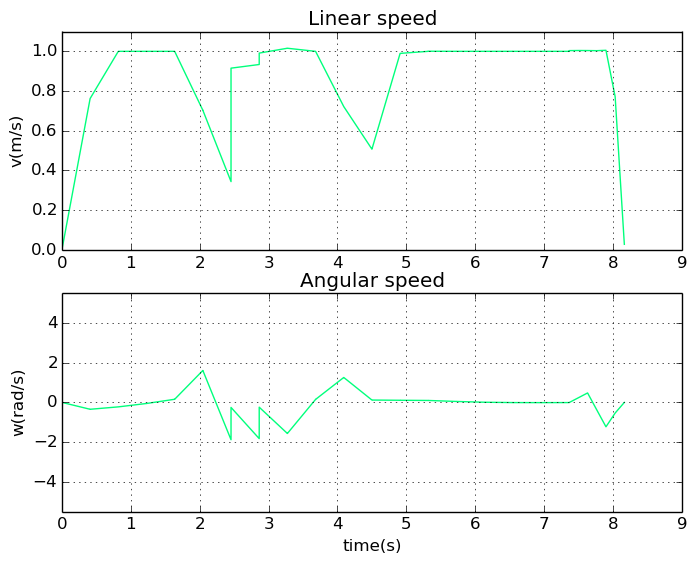 Linear speed
1.0
0.8
0.6
0.4
0.2
0.0
v(m/s)
0 1 2 3 4 5 6 7 8 9
Angular speed
4
2
0
−2
−4
w(rad/s)
0 1 2 3 4 5 6 7 8 9
time(s)